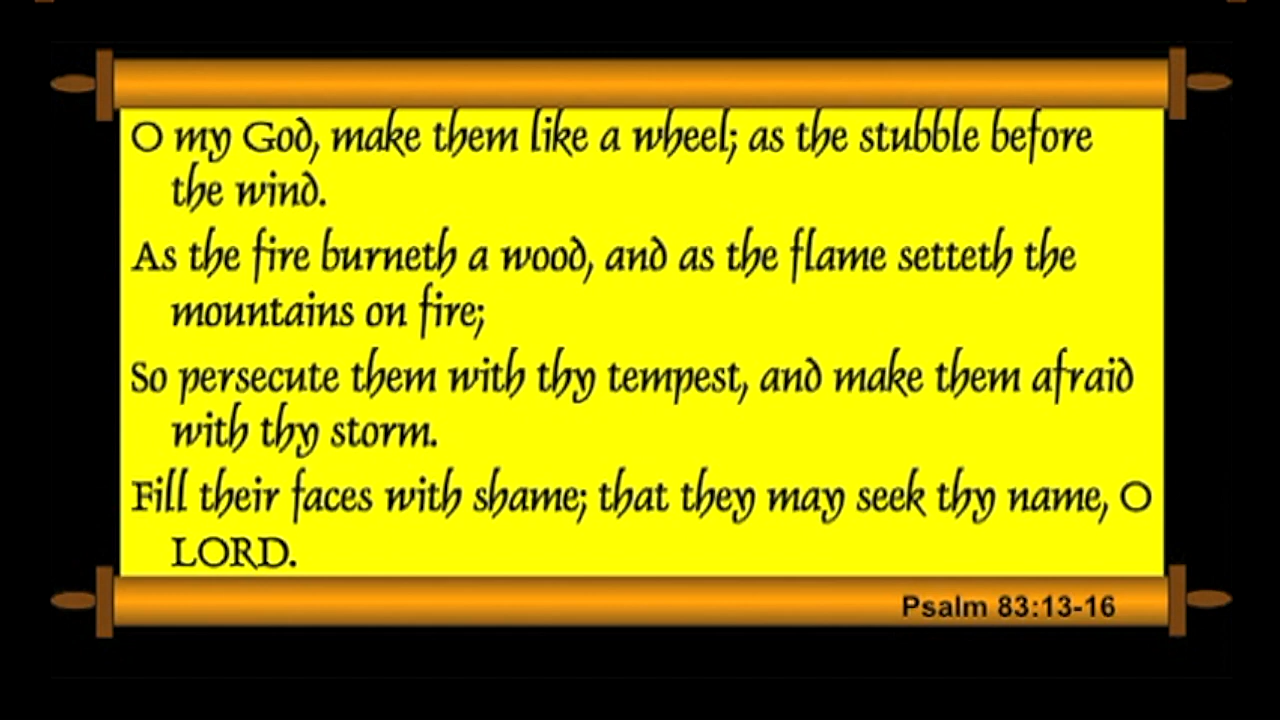 O my God, make them like a wheel; as the stubble before
the wind.
As the fire burneth a wood, and as the flame setteth the
mountains on fire;
So persecute them with thy tempest, and make them afraid
with thy storm.
Fill their faces with shame; that they may seek thy name, O
LORD.
Psalm 83:13-16